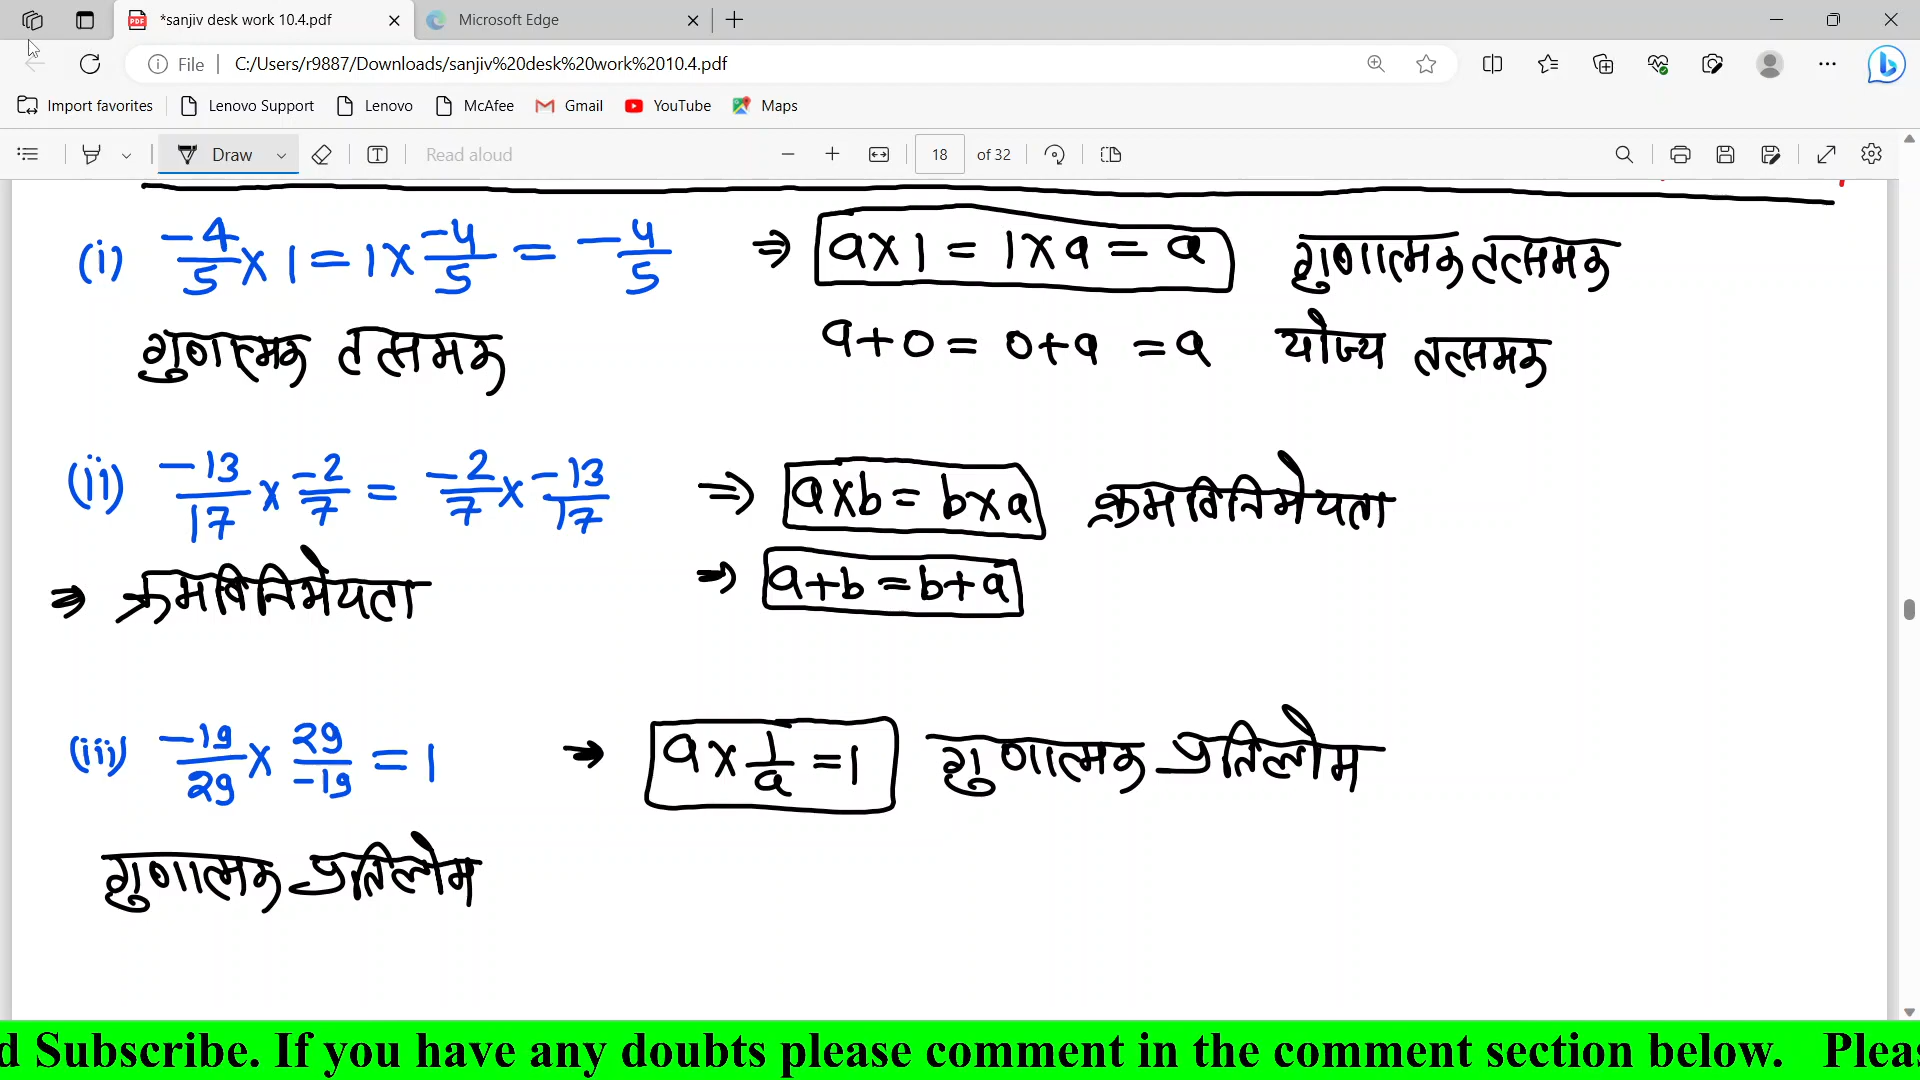 *sanjiv desk work 10.4.pdf
Microsoft Edge
File | C:/Users/r9887/Downloads/sanjiv%20desk%20work%2010.4.pdf
Import favorites Lenovo Support Lenovo McAfee Gmail YouTube Maps
Draw Read aloud 18 of 32
(i) -4/5 × 1 = 1 × -4/5 = -4/5 ⇒ a×1 = 1×a = a गुणात्मक तत्समक
गुणात्मक तत्समक a+0 = 0+a = a योज्य तत्समक
(ii) -13/17 × -2/7 = -2/7 × -13/17 ⇒ a×b = b×a क्रमविनिमेयता
⇒ क्रमविनिमेयता ⇒ a+b = b+a
(iii) -19/29 × 29/-19 = 1 → a × 1/a = 1 गुणात्मक प्रतिलोम
गुणात्मक प्रतिलोम
d Subscribe. If you have any doubts please comment in the comment section below. Pleas